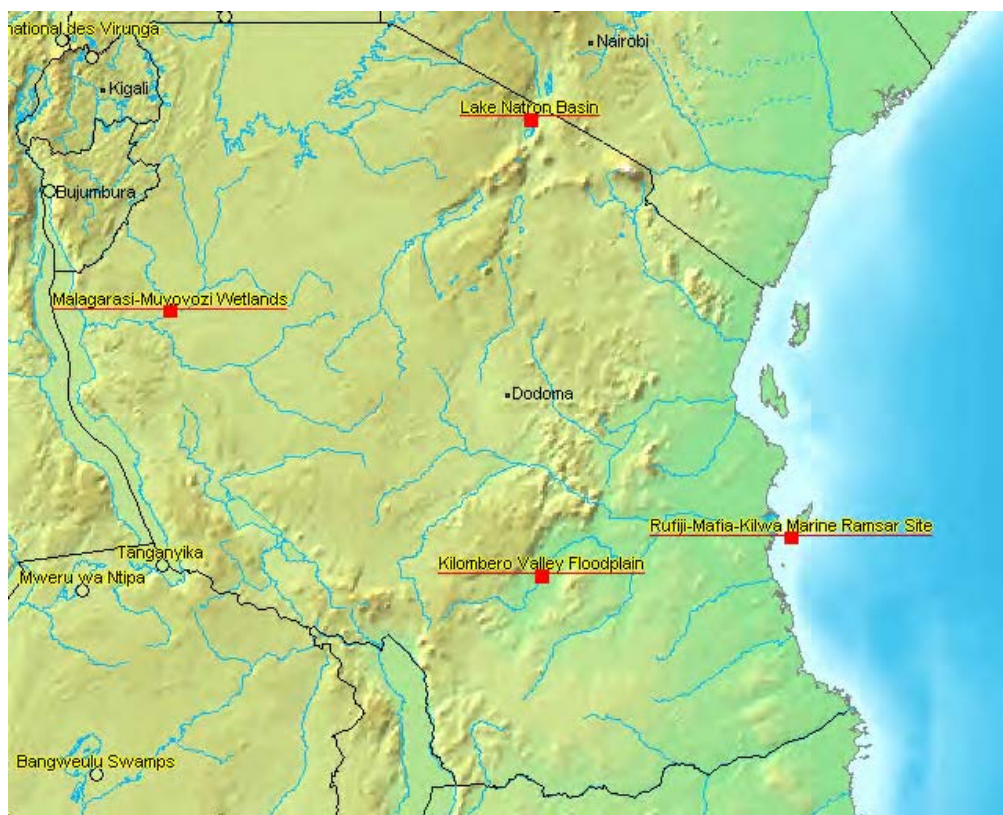 national des Virunga
Nairobi
Kigali
Lake Natron Basin
Bujumbura
Malagarasi-Muyovozi Wetlands
Dodoma
Rufiji-Mafia-Kilwa Marine Ramsar Site
Tanganyika
Kilombero Valley Floodplain
Mweru wa Ntipa
Bangweulu Swamps